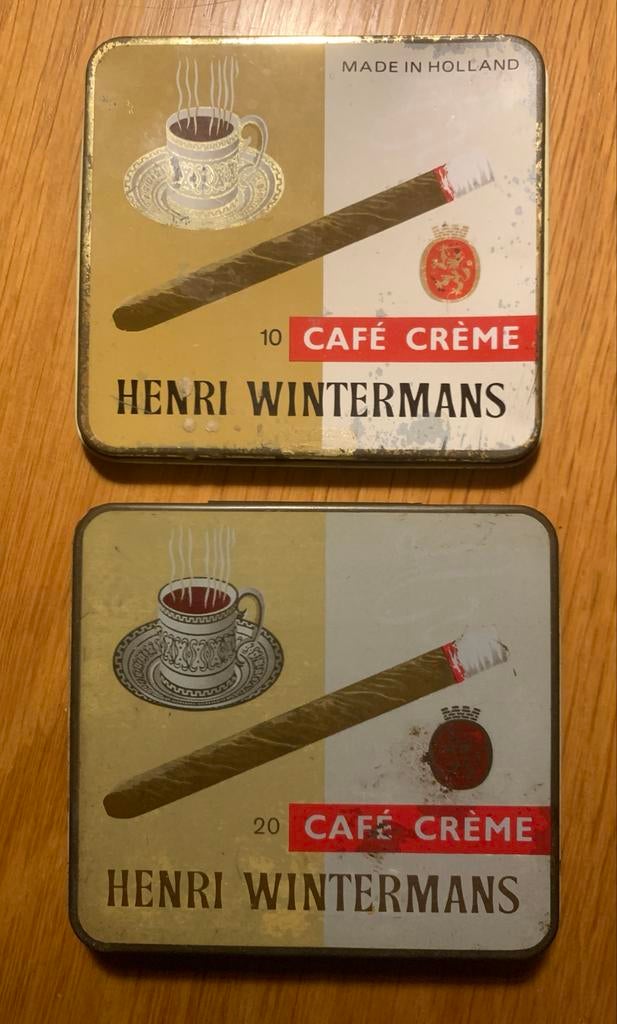 MADE IN HOLLAND
10 CAFÉ CRÈME
HENRI WINTERMANS
20 CAFÉ CRÈME
HENRI WINTERMANS